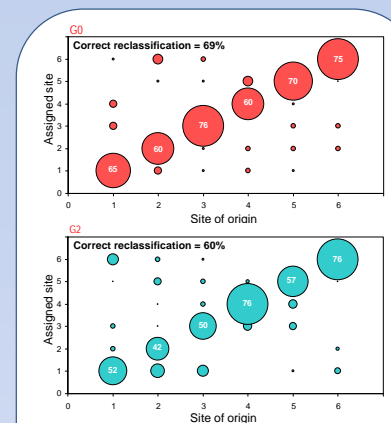 G0
Correct reclassification = 69%
Assigned site
6
5
4
3
2
1
0
65
60
76
60
70
75
0 1 2 3 4 5 6
Site of origin
G2
Correct reclassification = 60%
Assigned site
6
5
4
3
2
1
0
52
42
50
76
57
76
0 1 2 3 4 5 6
Site of origin